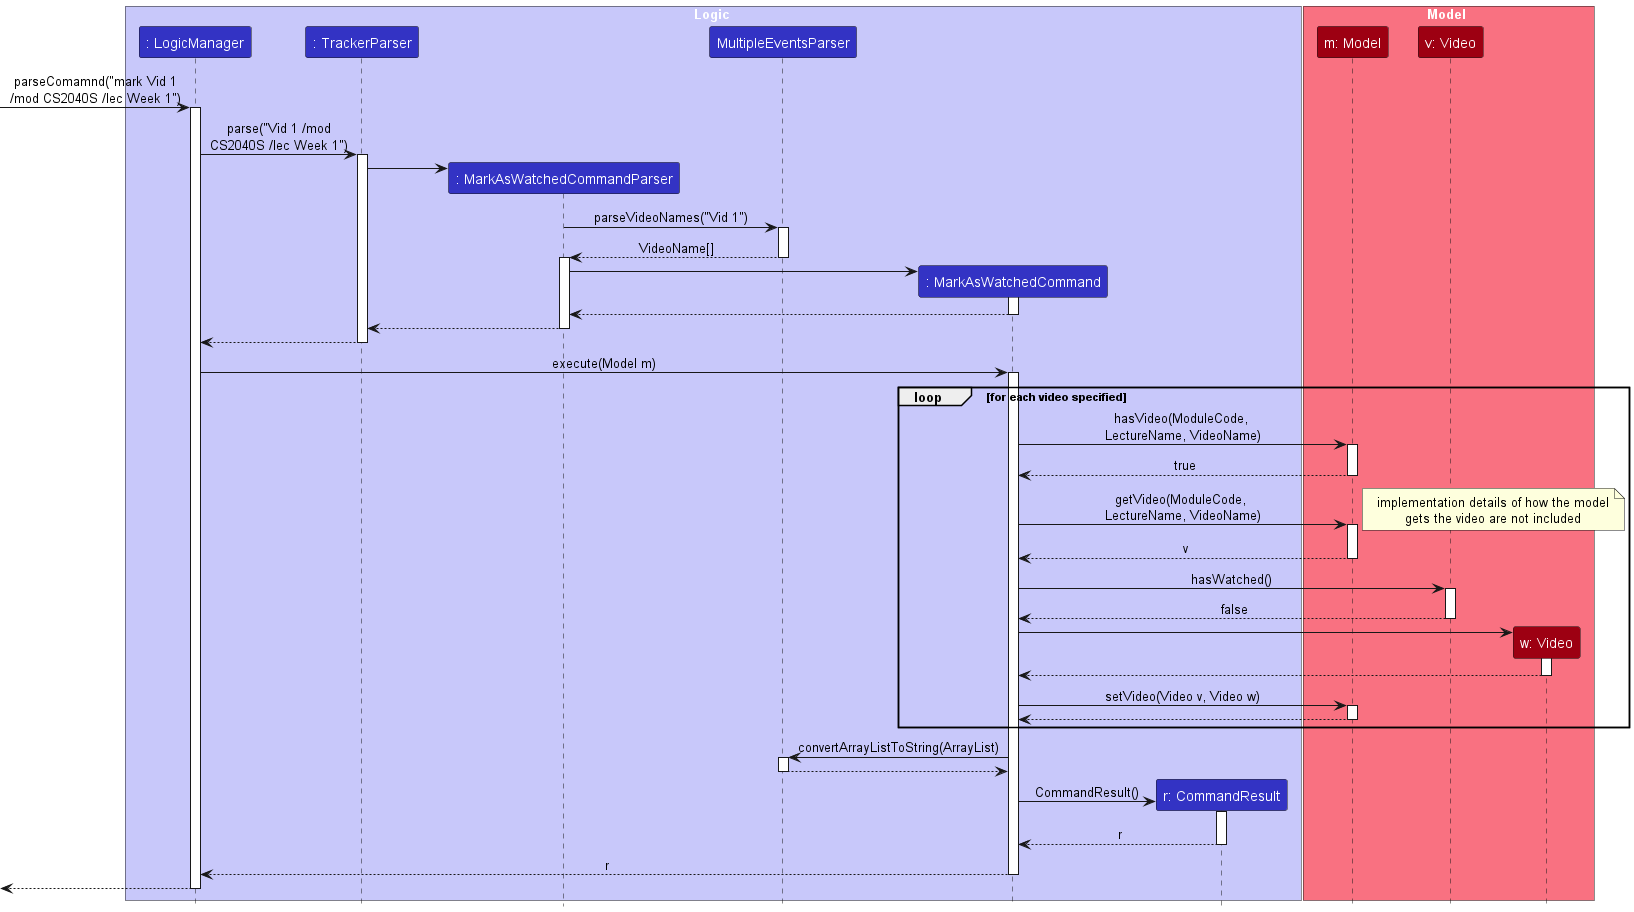 Logic
Model
: LogicManager
: TrackerParser
MultipleEventsParser
m: Model
v: Video
parseComamnd("mark Vid 1
/mod CS2040S /lec Week 1")
parse("Vid 1 /mod
CS2040S /lec Week 1")
: MarkAsWatchedCommandParser
parseVideoNames("Vid 1")
VideoName[]
: MarkAsWatchedCommand
execute(Model m)
loop
[for each video specified]
hasVideo(ModuleCode,
LectureName, VideoName)
true
getVideo(ModuleCode,
LectureName, VideoName)
implementation details of how the model
gets the video are not included
v
hasWatched()
false
w: Video
setVideo(Video v, Video w)
convertArrayListToString(ArrayList)
CommandResult()
r: CommandResult
r
r